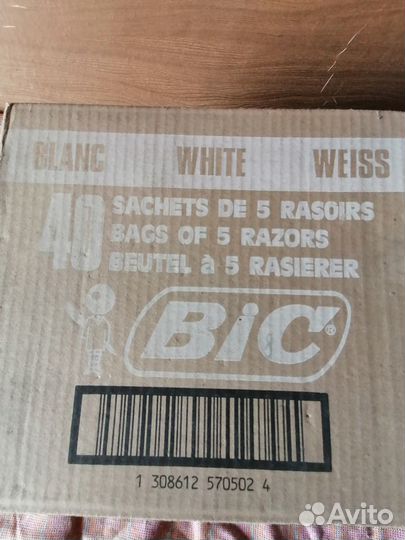 BLANC WHITE WEISS
40 SACHETS DE 5 RASOIRS
BAGS OF 5 RAZORS
BEUTEL à 5 RASIERER
BiC®
1 308612 570502 4
Avito